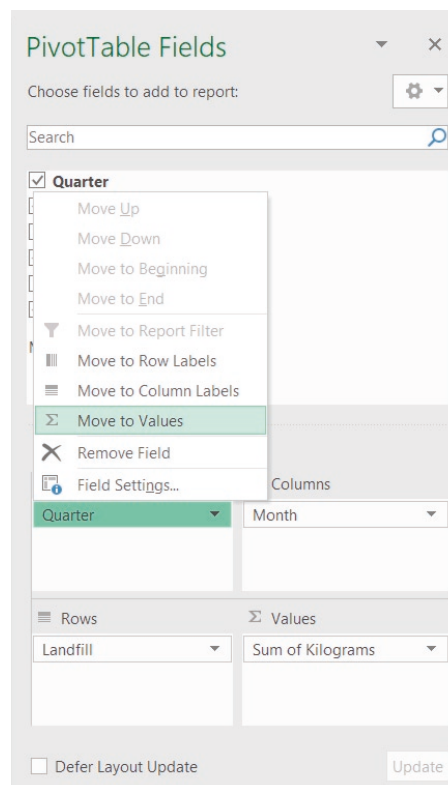 PivotTable Fields
Choose fields to add to report:
Search
Quarter
Move Up
Move Down
Move to Beginning
Move to End
Move to Report Filter
Move to Row Labels
Move to Column Labels
Move to Values
Remove Field
Field Settings...
Columns
Quarter
Month
Rows
Σ Values
Landfill
Sum of Kilograms
Defer Layout Update
Update